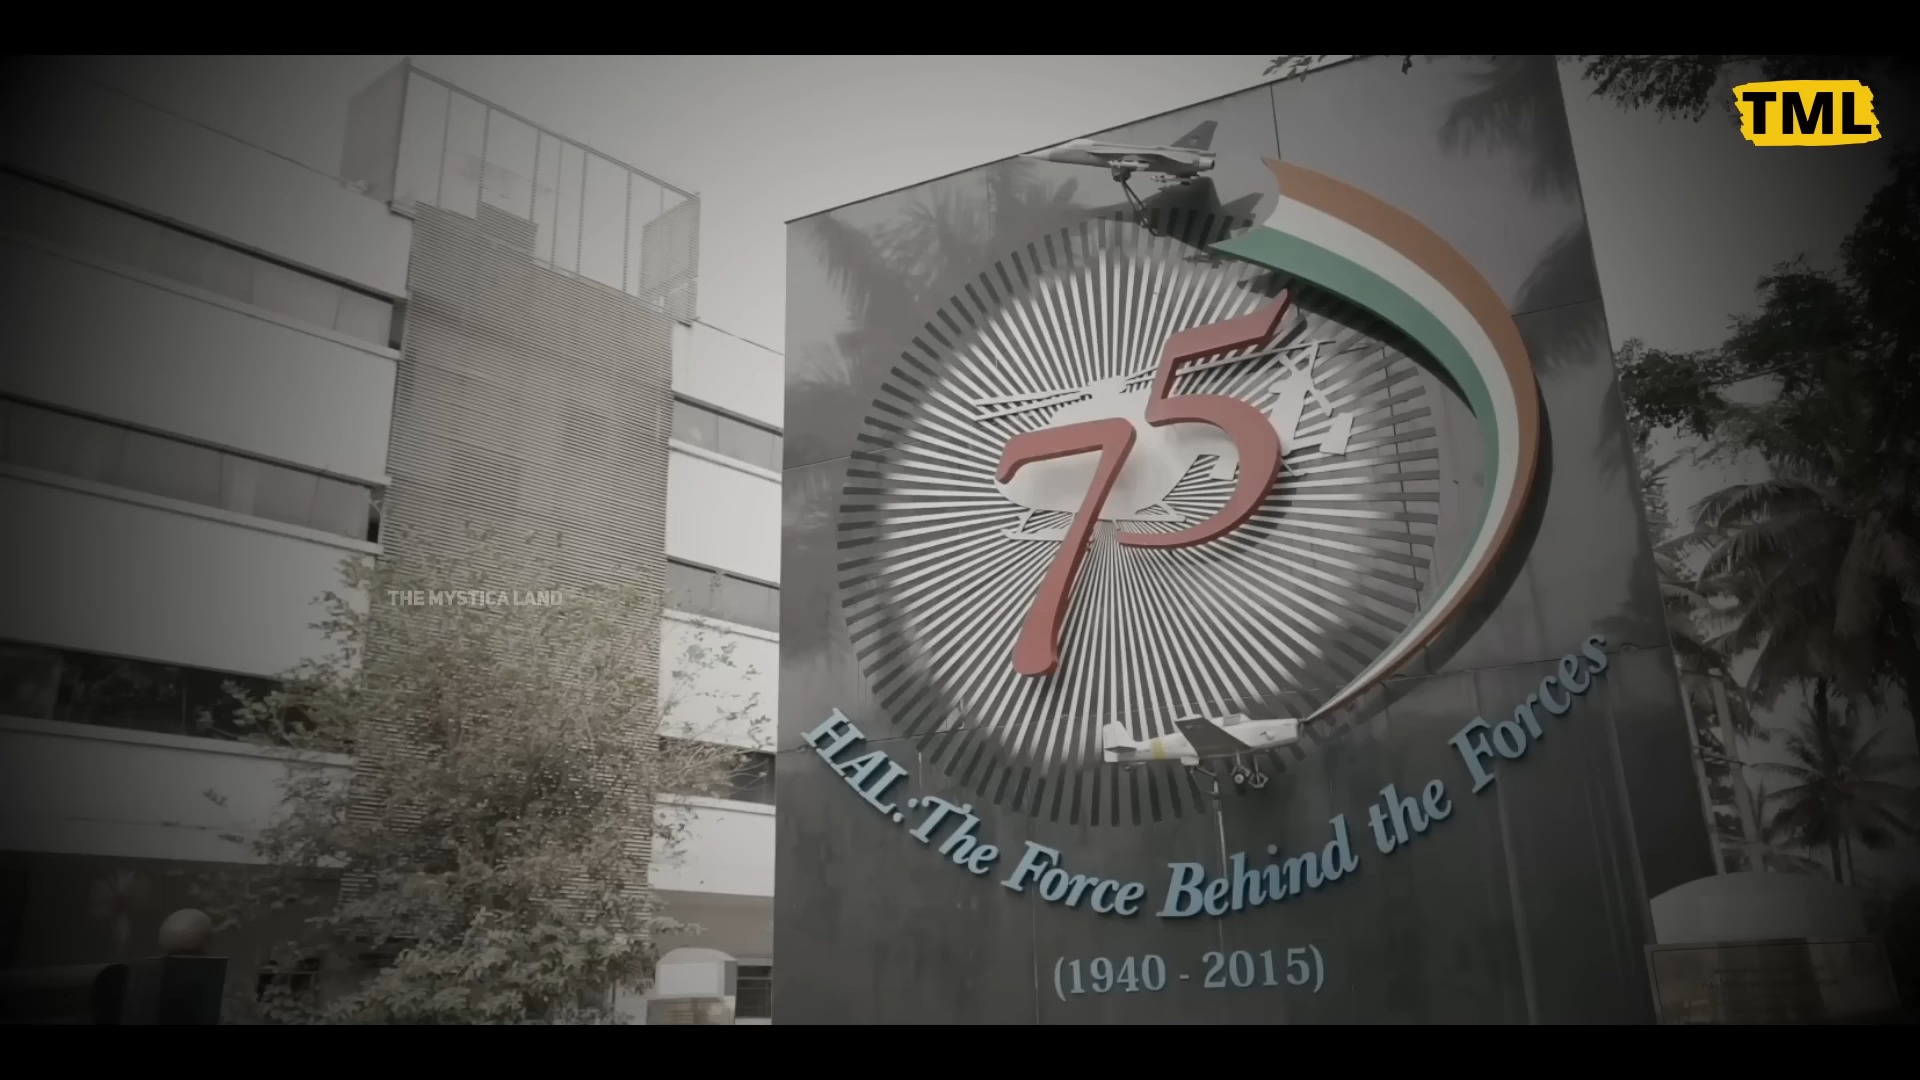 TML
75
THE MYSTICA LAND
HAL: The Force Behind the Forces
(1940 - 2015)